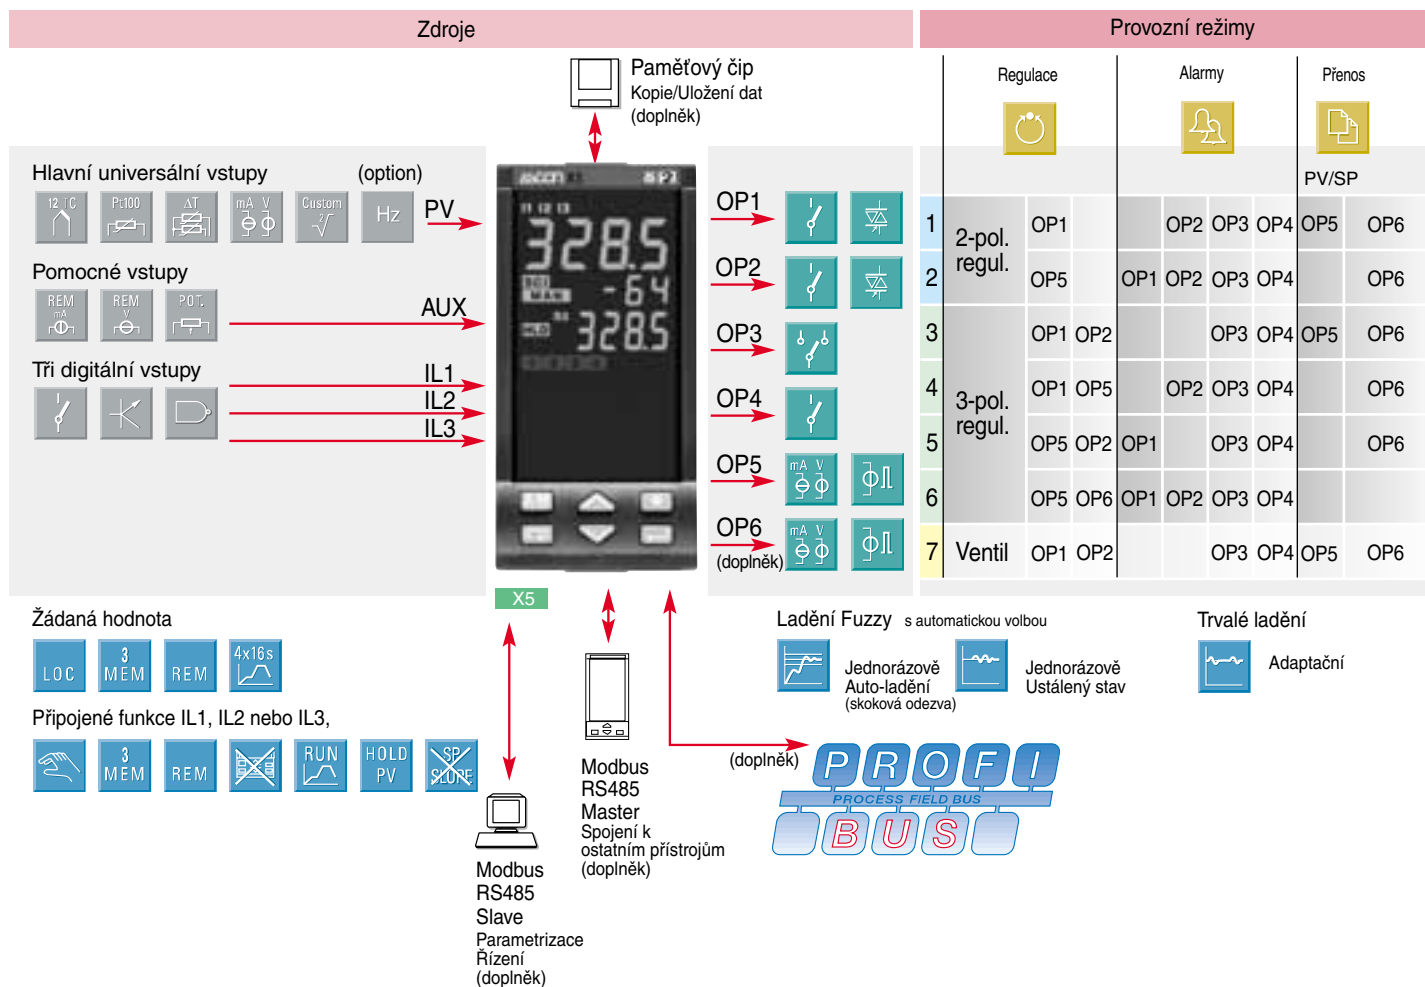 Zdroje
Provozní režimy
Paměťový čip
Kopie/Uložení dat
(doplněk)
Regulace
Alarmy
Přenos
Hlavní universální vstupy
(option)
12 TC
Pt100
ΔT
mA V
Custom
Hz
PV
Pomocné vstupy
REM
mA
REM
V
POT.
AUX
Tři digitální vstupy
IL1
IL2
IL3
328.5
MAN
-64
328.5
OP1
OP2
OP3
OP4
OP5
mA V
OP6
(doplněk)
mA V
PV/SP
1 2-pol. regul. OP1 OP2 OP3 OP4 OP5 OP6
2 OP5 OP1 OP2 OP3 OP4 OP6
3 3-pol. regul. OP1 OP2 OP3 OP4 OP5 OP6
4 OP1 OP5 OP2 OP3 OP4 OP6
5 OP5 OP2 OP1 OP3 OP4 OP6
6 OP5 OP6 OP1 OP2 OP3 OP4
7 Ventil OP1 OP2 OP3 OP4 OP5 OP6
X5
Žádaná hodnota
LOC
3 MEM
REM
4x16s
Připojené funkce IL1, IL2 nebo IL3,
3 MEM
REM
RUN
HOLD PV
SP SLOPE
Modbus
RS485
Slave
Parametrizace
Řízení
(doplněk)
Modbus
RS485
Master
Spojení k
ostatním přístrojům
(doplněk)
Ladění Fuzzy s automatickou volbou
Jednorázově
Auto-ladění
(skoková odezva)
Jednorázově
Ustálený stav
Trvalé ladění
Adaptační
(doplněk)
PROFI
PROCESS FIELD BUS
BUS